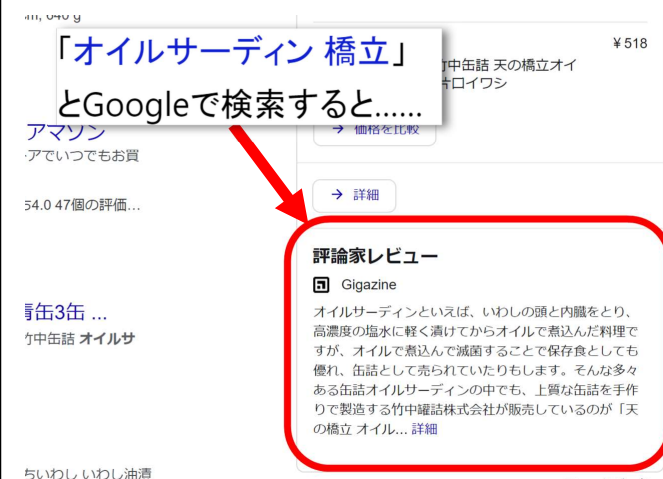 「オイルサーディン 橋立」
とGoogleで検索すると......
¥518
竹中缶詰 天の橋立オイ
片口イワシ
アマゾン
アでいつでもお買
→ 価格を比較
→ 詳細
54.0 47個の評価...
評論家レビュー
Gigazine
オイルサーディンといえば、いわしの頭と内臓をとり、
高濃度の塩水に軽く漬けてからオイルで煮込んだ料理で
すが、オイルで煮込んで滅菌することで保存食としても
優れ、缶詰として売られていたりもします。そんな多々
ある缶詰オイルサーディンの中でも、上質な缶詰を手作
りで製造する竹中罐詰株式会社が販売しているのが「天
の橋立 オイル... 詳細
青缶3缶 ...
竹中缶詰 オイルサ
ちいわし いわし油漬